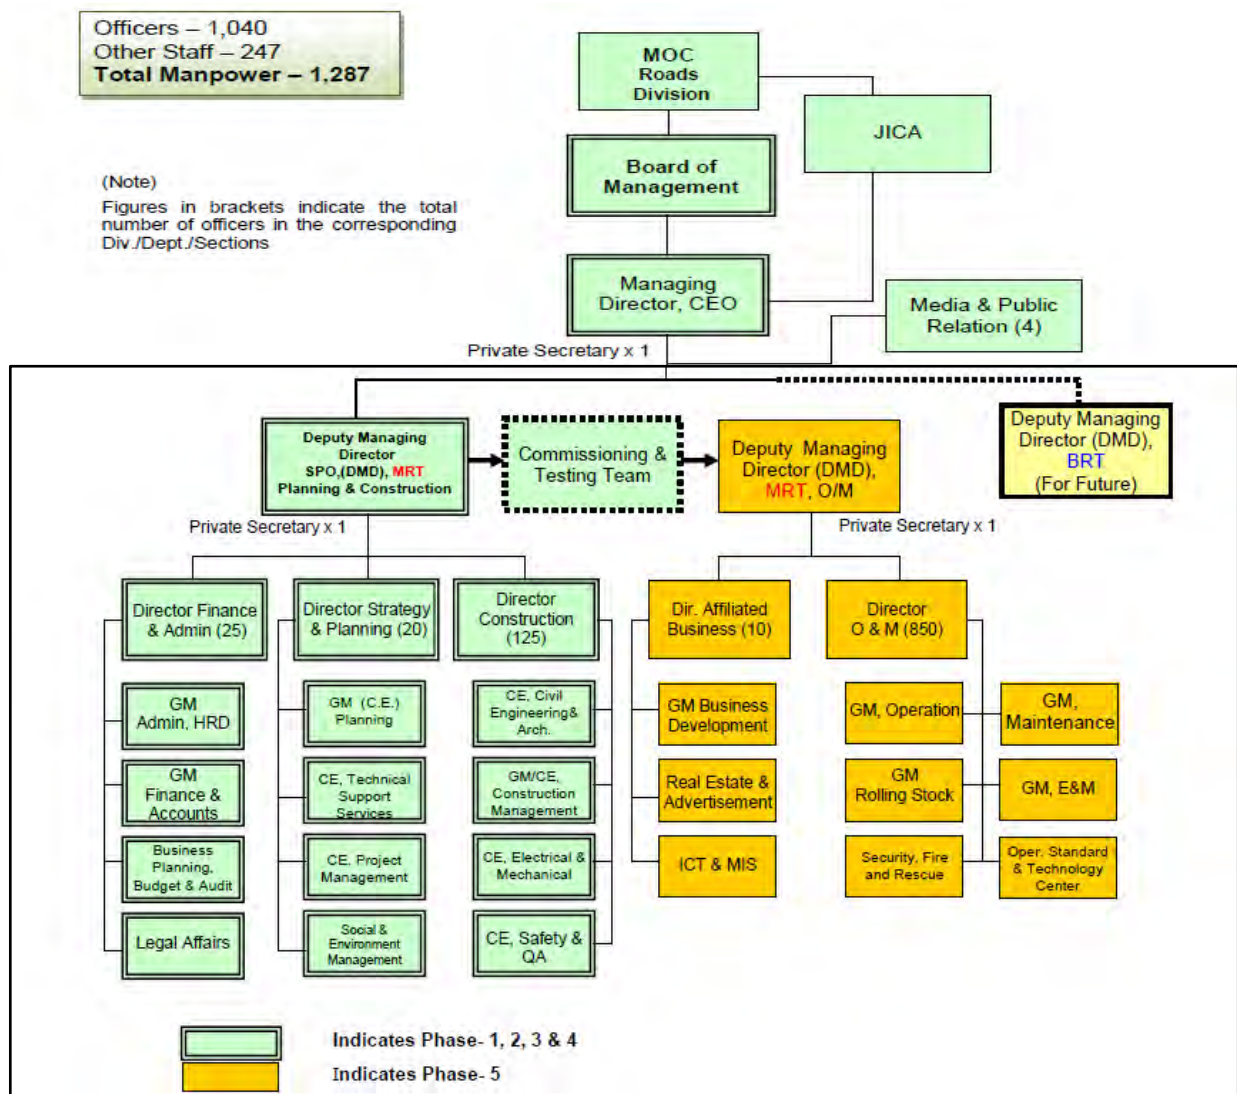 Officers – 1,040
Other Staff – 247
Total Manpower – 1,287
MOC
Roads
Division
JICA
Board of
Management
(Note)
Figures in brackets indicate the total
number of officers in the corresponding
Div./Dept./Sections
Managing
Director, CEO
Media & Public
Relation (4)
Private Secretary x 1
Deputy Managing
Director
SPO,(DMD), MRT
Planning & Construction
Commissioning &
Testing Team
Deputy Managing
Director (DMD),
MRT, O/M
Deputy Managing
Director (DMD),
BRT
(For Future)
Private Secretary x 1
Private Secretary x 1
Director Finance
& Admin (25)
Director Strategy
& Planning (20)
Director
Construction
(125)
Dir. Affiliated
Business (10)
Director
O & M (850)
GM
Admin, HRD
GM (C.E.)
Planning
CE, Civil
Engineering&
Arch.
GM Business
Development
GM, Operation
GM,
Maintenance
GM
Finance &
Accounts
CE, Technical
Support
Services
GM/CE,
Construction
Management
Real Estate &
Advertisement
GM
Rolling Stock
GM, E&M
Business
Planning,
Budget & Audit
CE, Project
Management
CE, Electrical &
Mechanical
ICT & MIS
Security, Fire
and Rescue
Oper. Standard
& Technology
Center
Legal Affairs
Social &
Environment
Management
CE, Safety &
QA
Indicates Phase- 1, 2, 3 & 4
Indicates Phase- 5